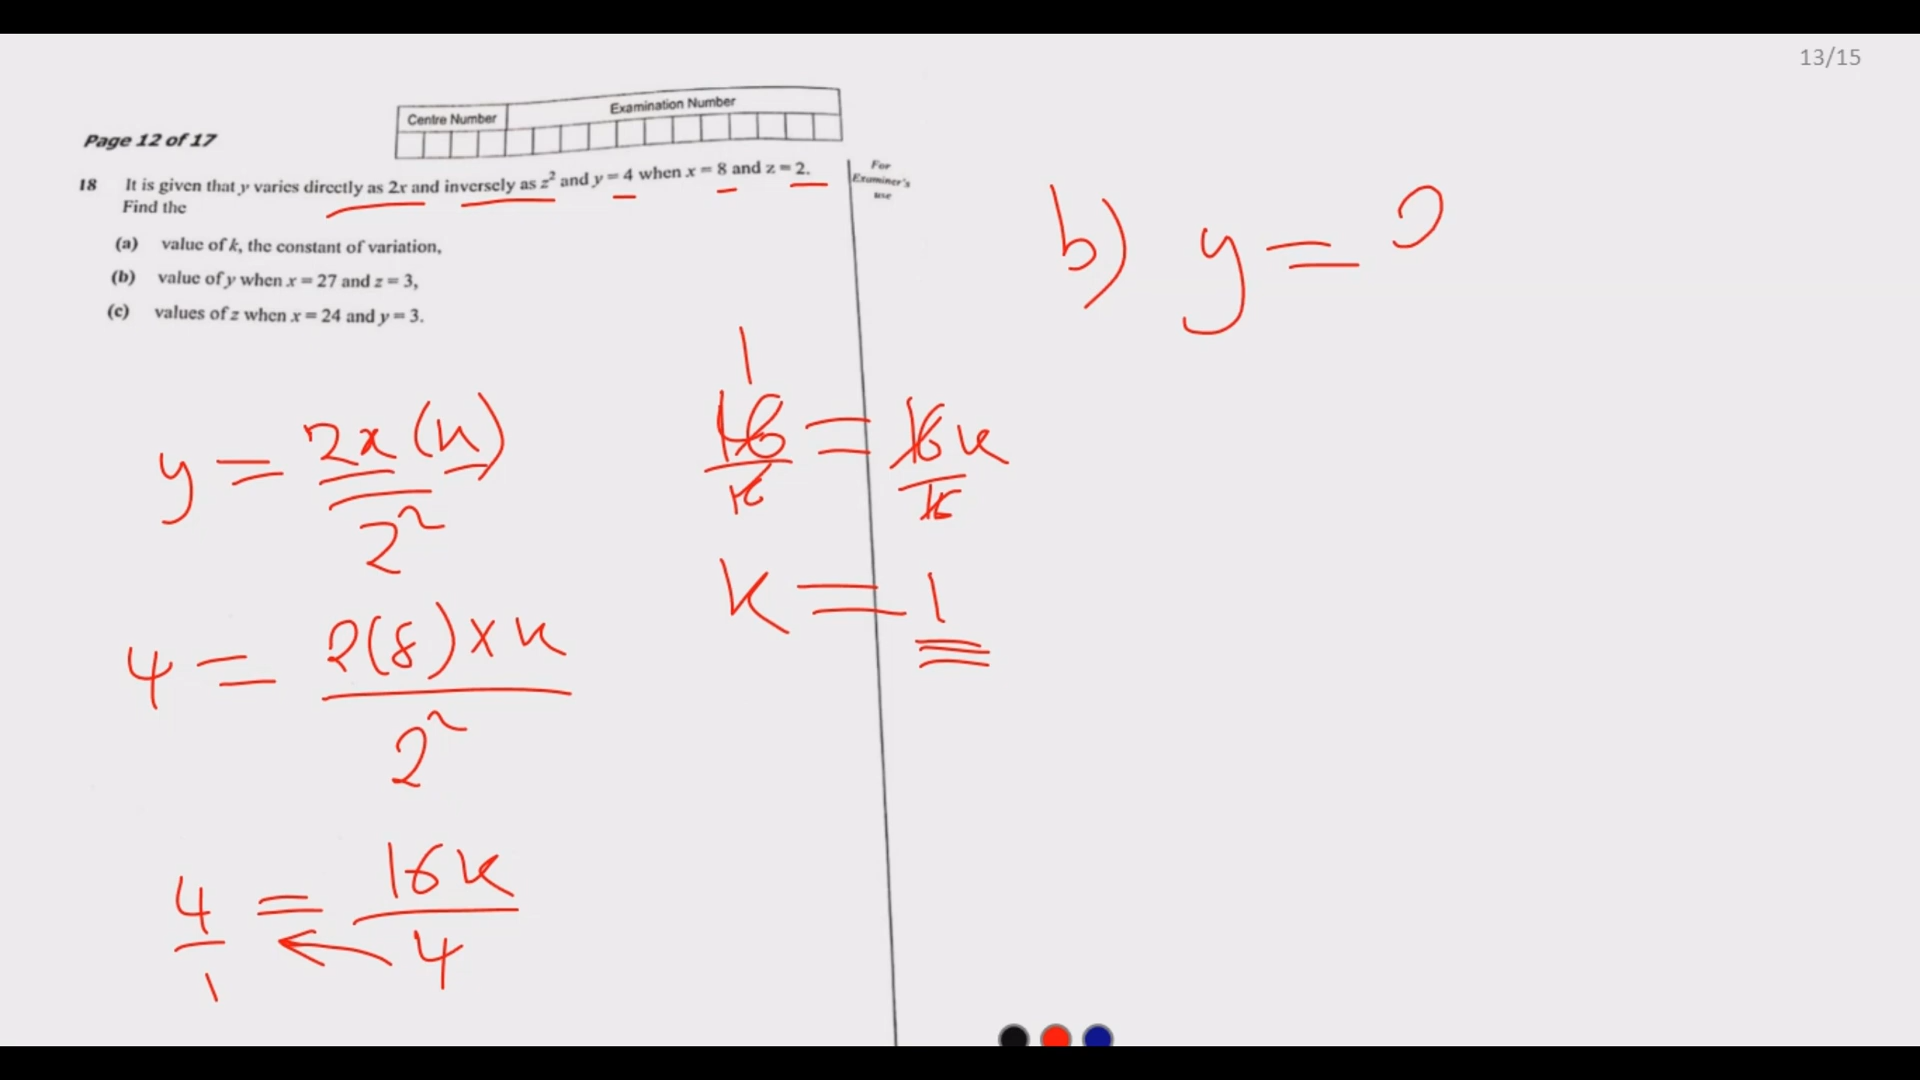 13/15
Centre Number Examination Number
Page 12 of 17
18 It is given that y varies directly as 2x and inversely as z² and y = 4 when x = 8 and z = 2.
Find the
(a) value of k, the constant of variation,
(b) value of y when x = 27 and z = 3,
(c) values of z when x = 24 and y = 3.
For
Examiner's
use
y = 2x(k) / z²
4 = 2(8) × k / 2²
4/1 = 16k / 4
1
16/16 = 16k/16
k = 1
b) y = 2